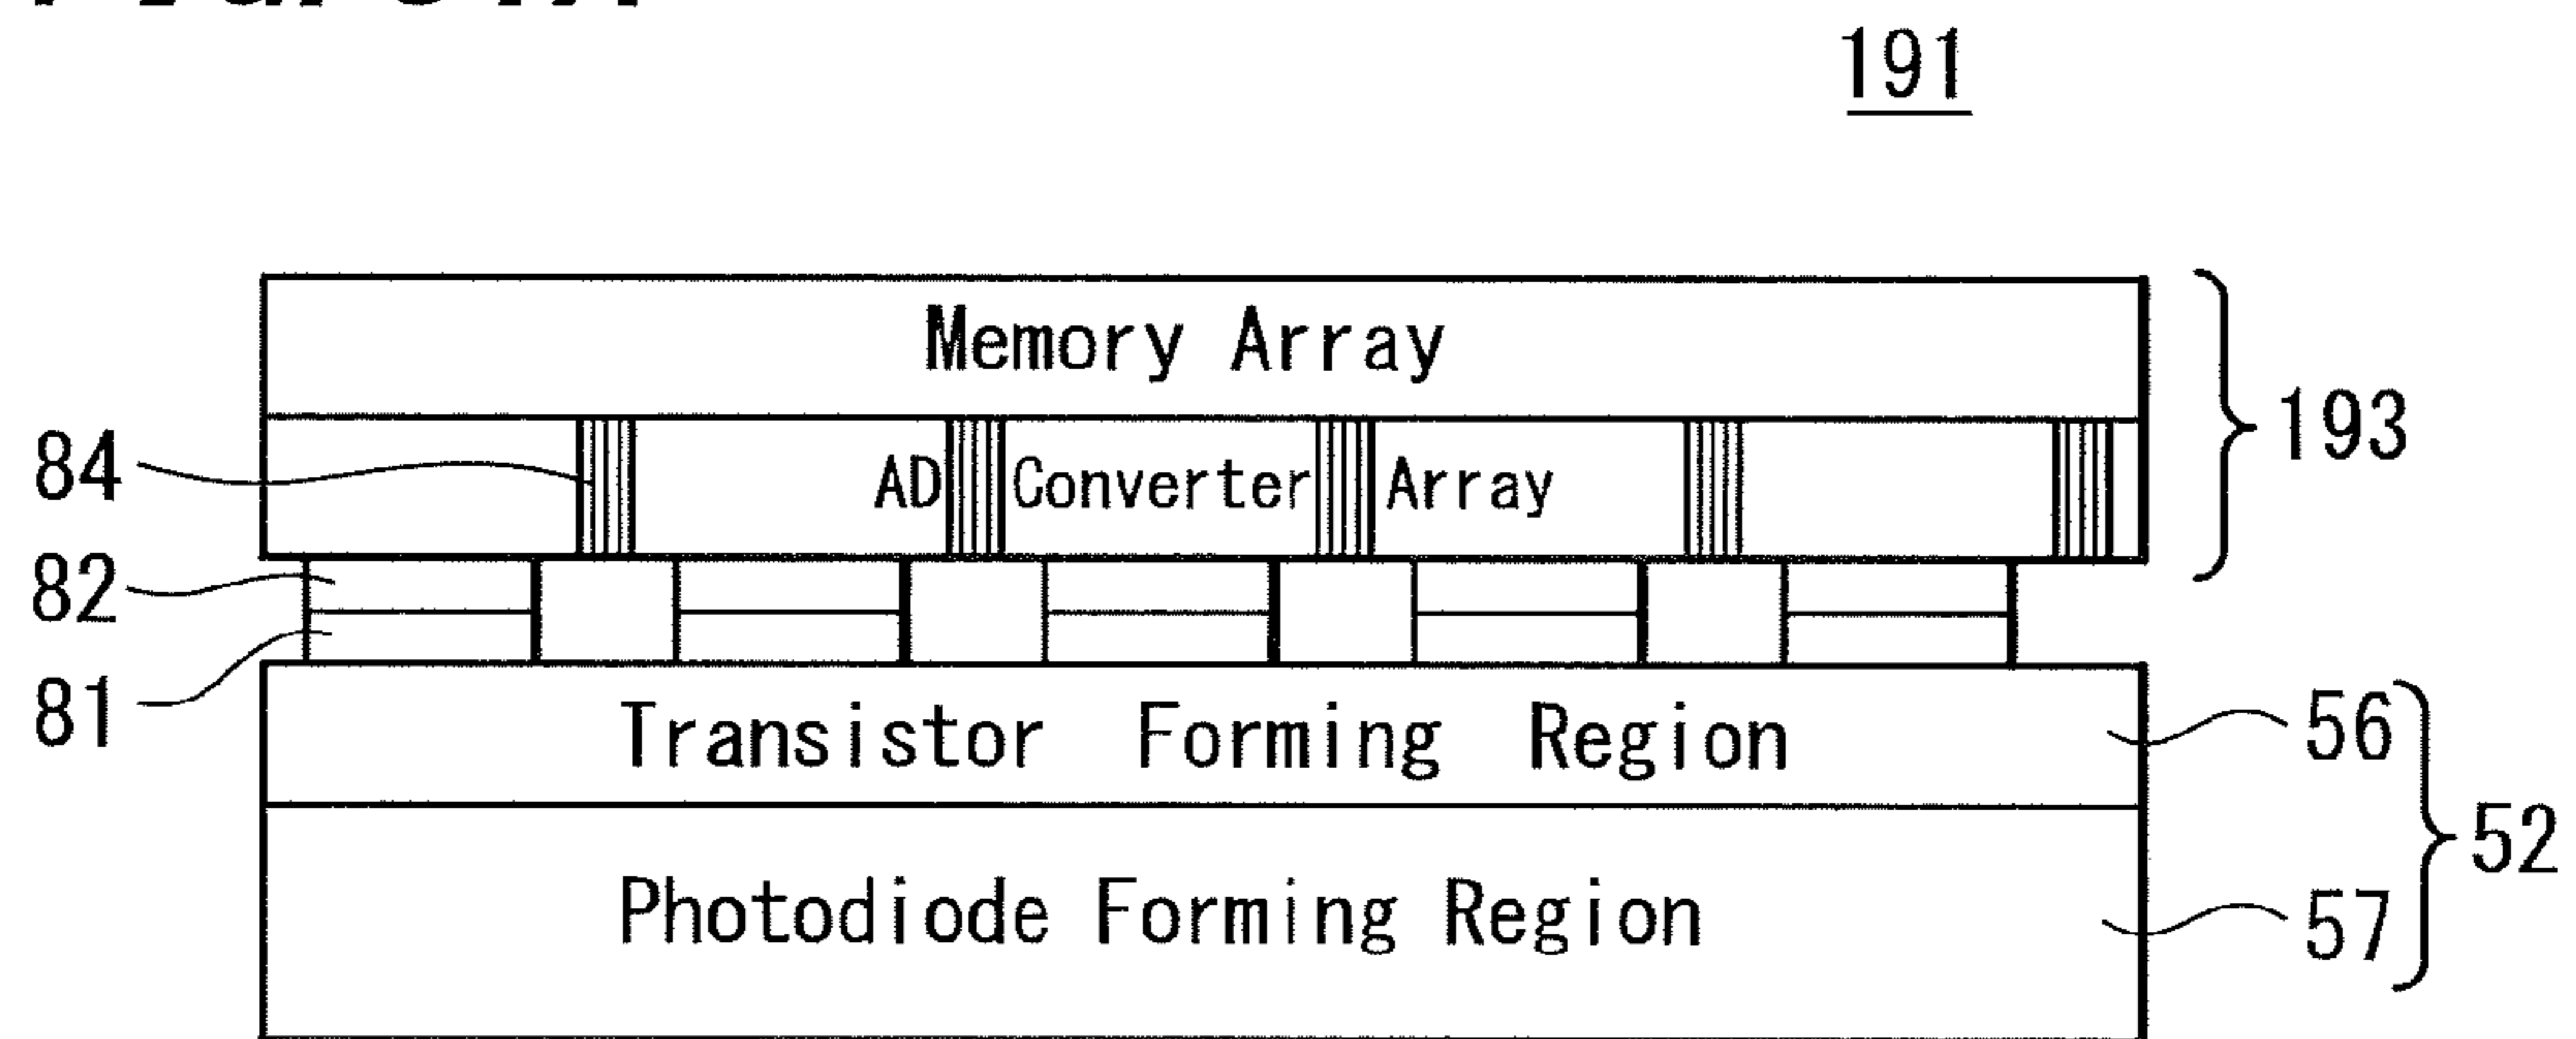 191
Memory Array
193
84
AD Converter Array
82
81
Transistor Forming Region
56
52
Photodiode Forming Region
57